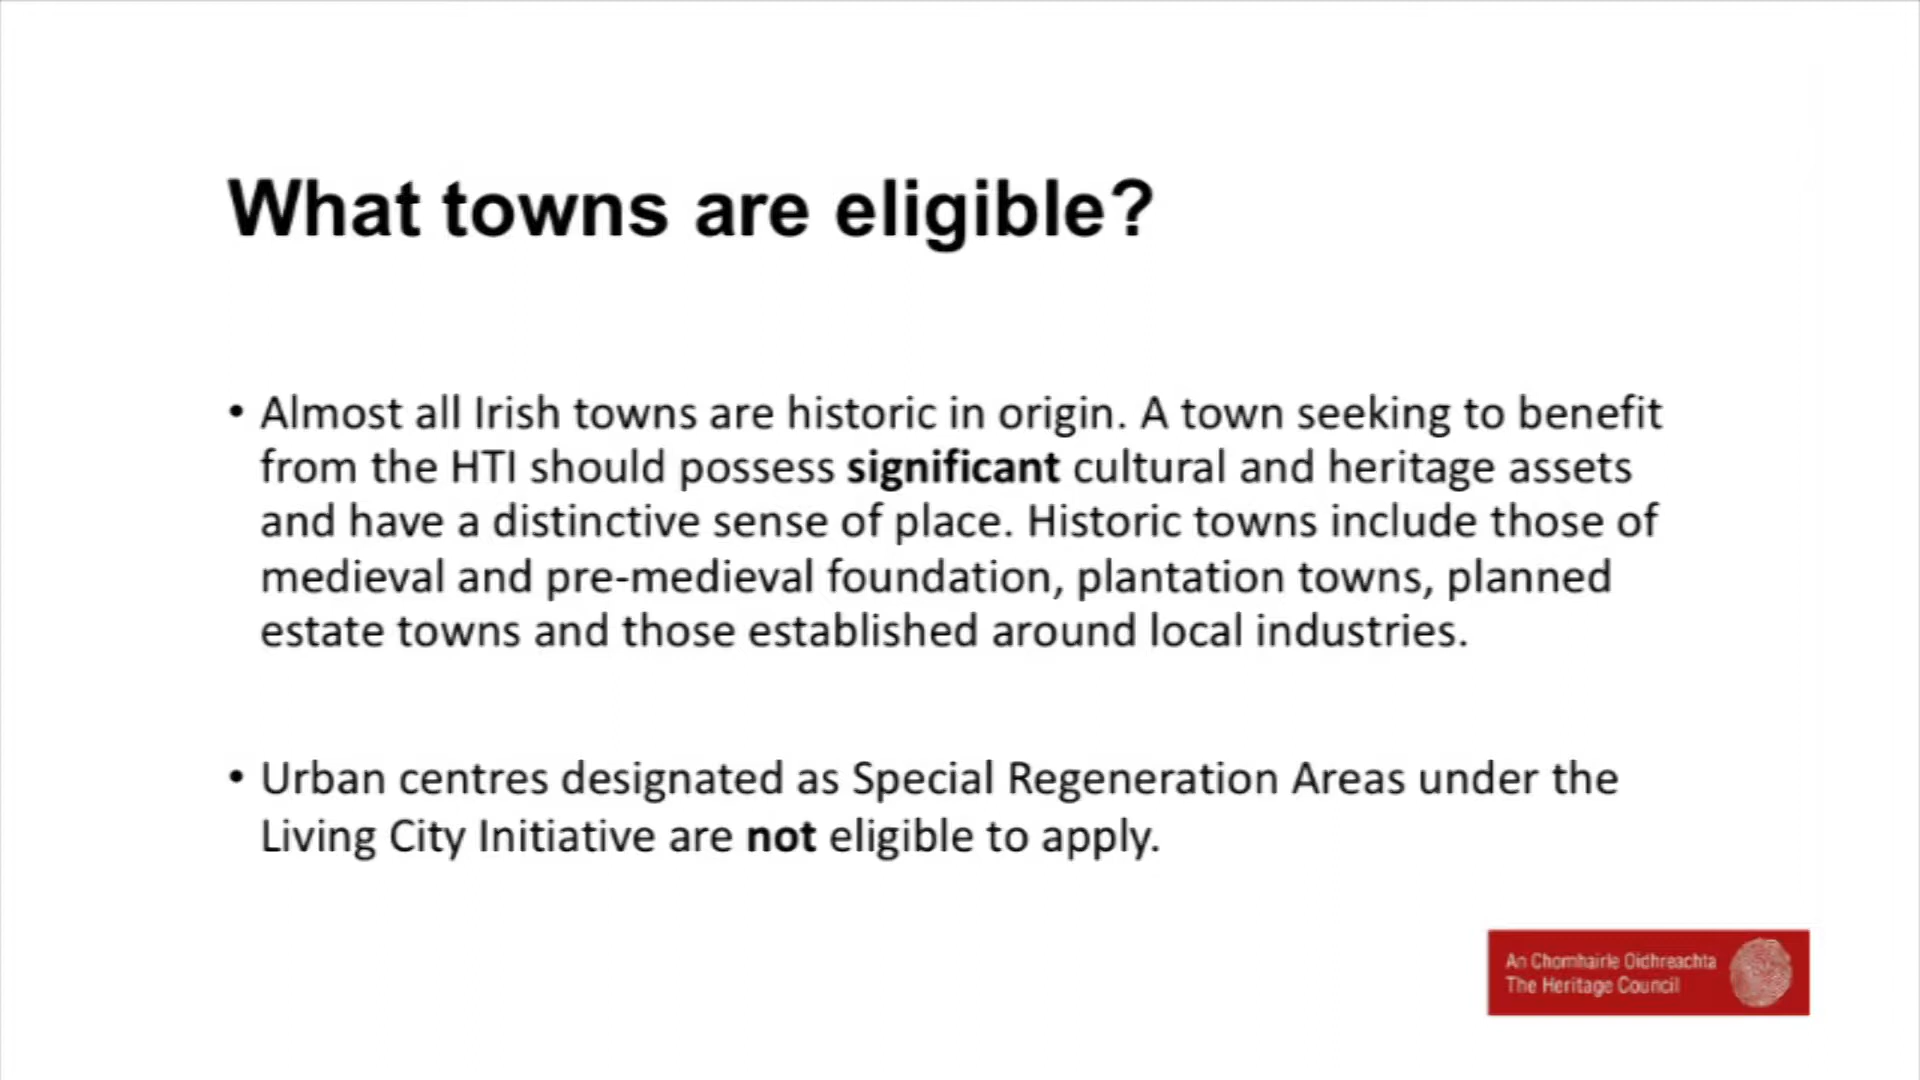 What towns are eligible?
• Almost all Irish towns are historic in origin. A town seeking to benefit
from the HTI should possess significant cultural and heritage assets
and have a distinctive sense of place. Historic towns include those of
medieval and pre-medieval foundation, plantation towns, planned
estate towns and those established around local industries.
• Urban centres designated as Special Regeneration Areas under the
Living City Initiative are not eligible to apply.
An Chomhairle Oidhreachta
The Heritage Council